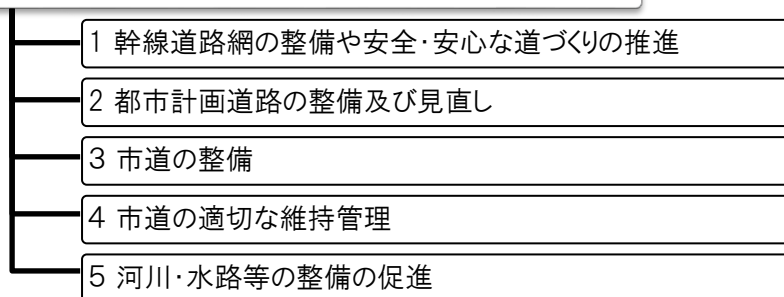 1 幹線道路網の整備や安全・安心な道づくりの推進
2 都市計画道路の整備及び見直し
3 市道の整備
4 市道の適切な維持管理
5 河川・水路等の整備の促進